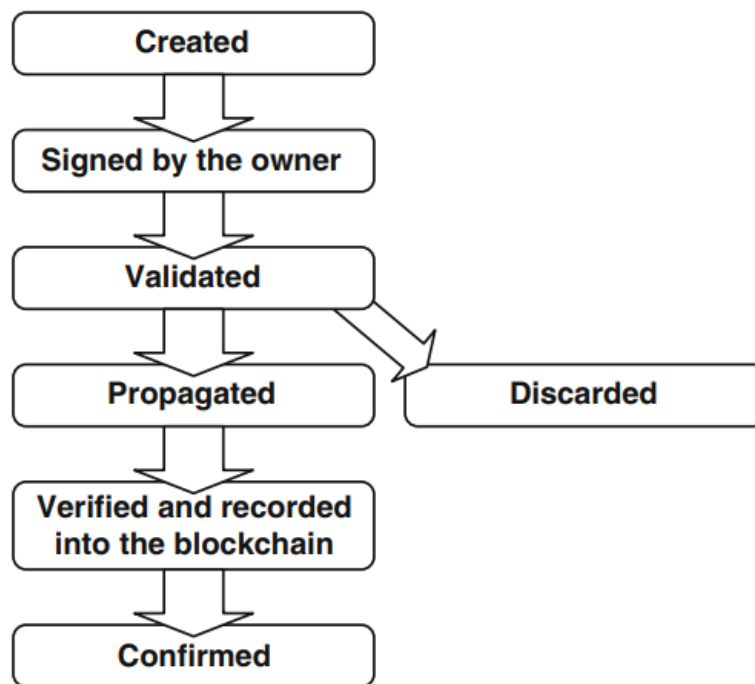 Created
Signed by the owner
Validated
Propagated
Discarded
Verified and recorded
into the blockchain
Confirmed